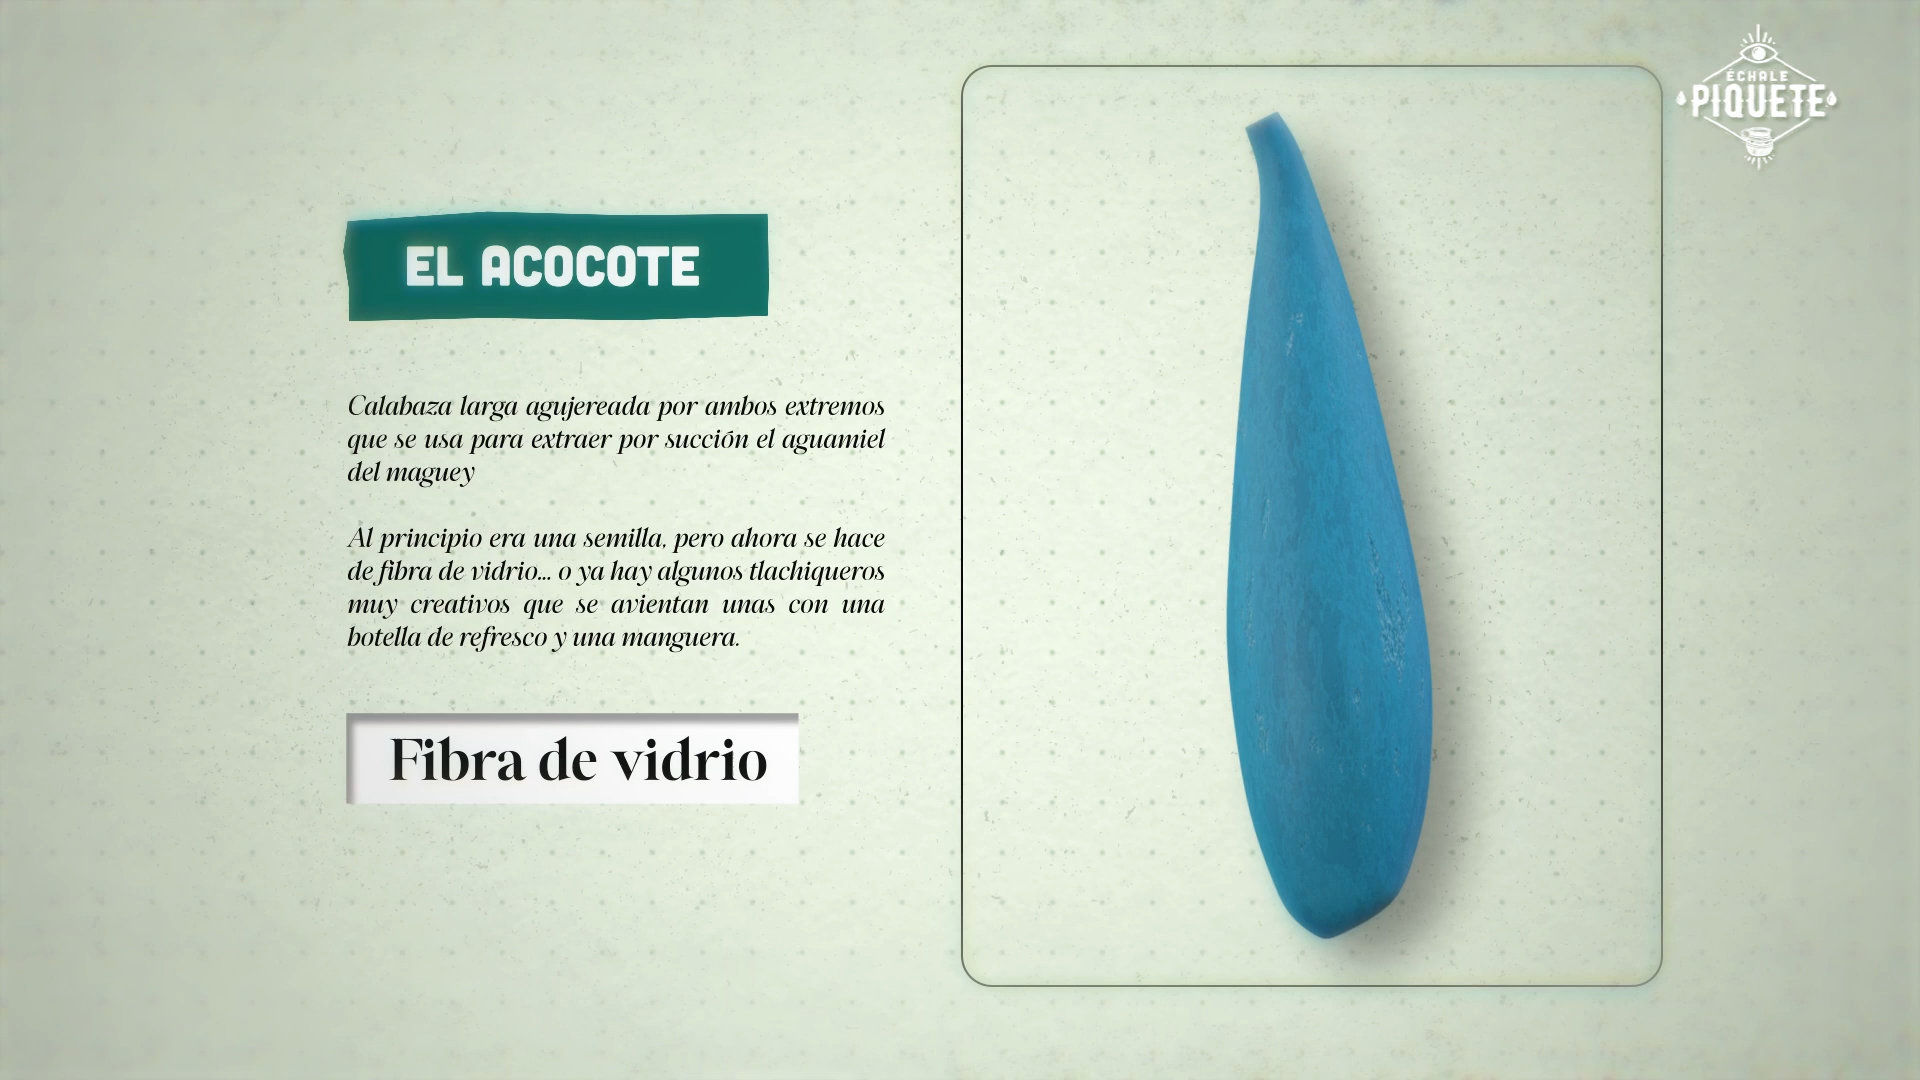 ÉCHALE
PIQUETE
EL ACOCOTE
Calabaza larga agujereada por ambos extremos
que se usa para extraer por succión el aguamiel
del maguey
Al principio era una semilla, pero ahora se hace
de fibra de vidrio... o ya hay algunos tlachiqueros
muy creativos que se avientan unas con una
botella de refresco y una manguera.
Fibra de vidrio